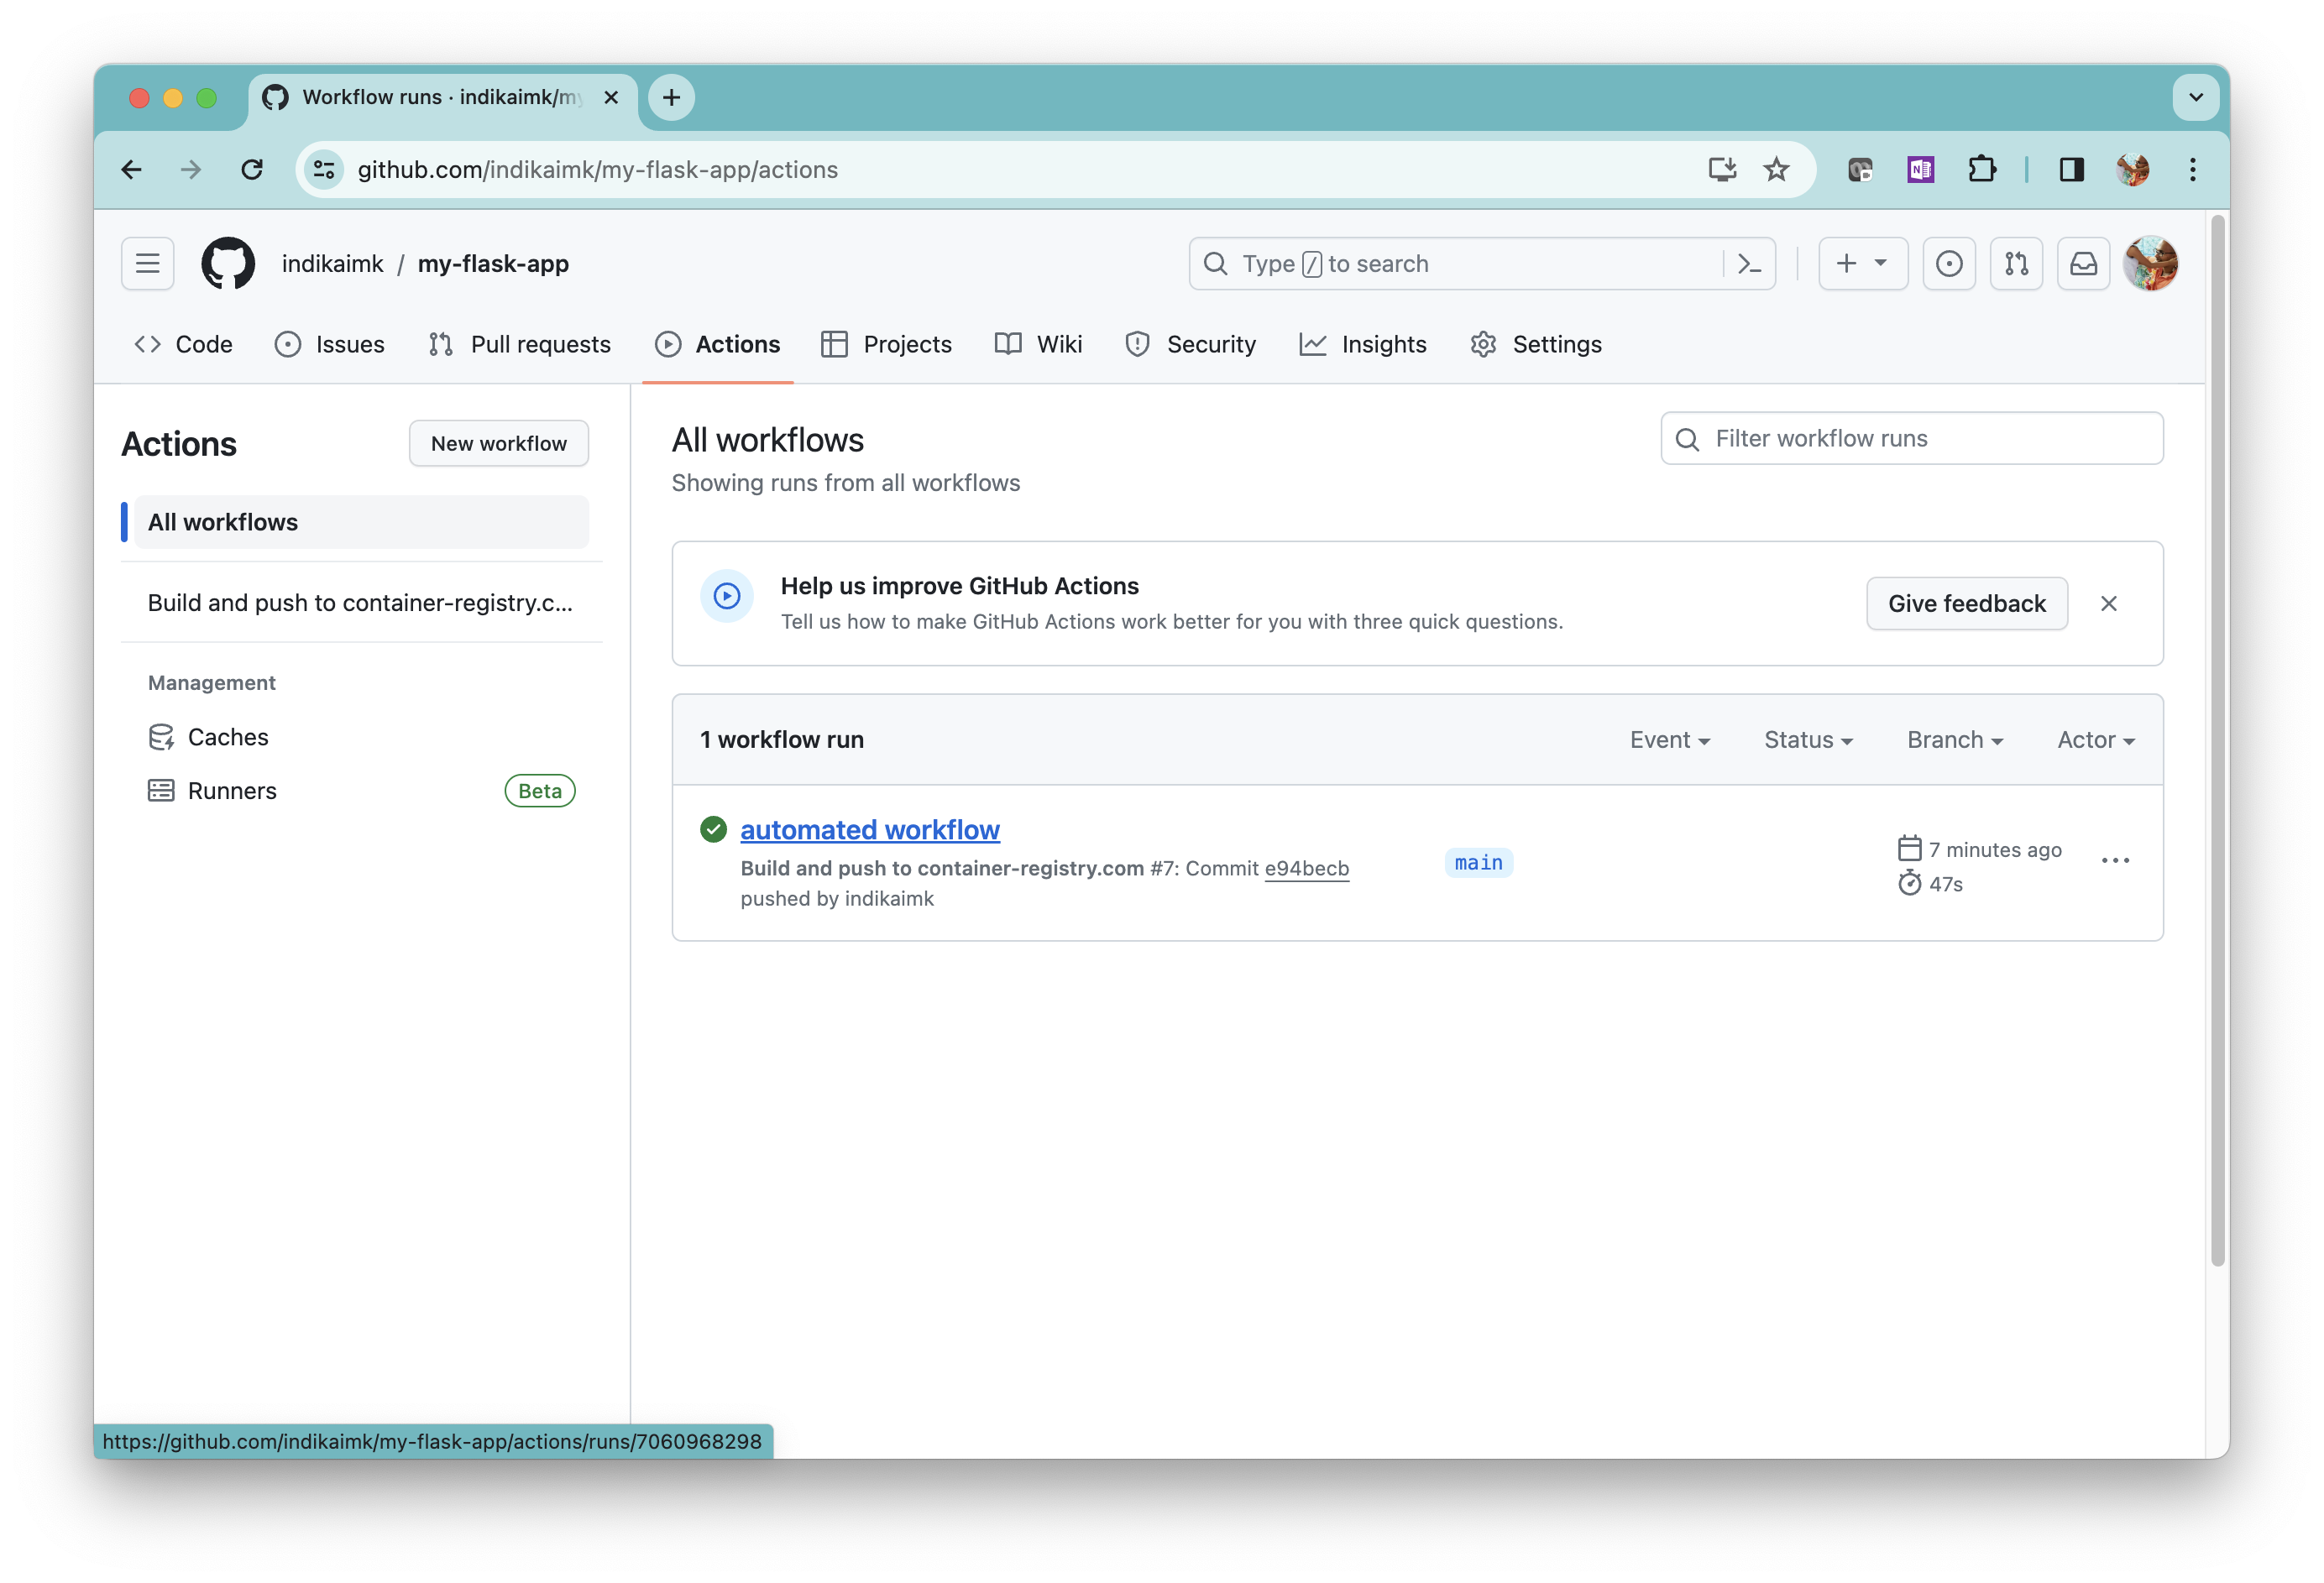 Workflow runs · indikaimk/my
github.com/indikaimk/my-flask-app/actions
indikaimk / my-flask-app
Type / to search
Code
Issues
Pull requests
Actions
Projects
Wiki
Security
Insights
Settings
Actions
New workflow
All workflows
Build and push to container-registry.c...
Management
Caches
Runners
Beta
All workflows
Showing runs from all workflows
Filter workflow runs
Help us improve GitHub Actions
Tell us how to make GitHub Actions work better for you with three quick questions.
Give feedback
1 workflow run
Event
Status
Branch
Actor
automated workflow
Build and push to container-registry.com #7: Commit e94becb
pushed by indikaimk
main
7 minutes ago
47s
https://github.com/indikaimk/my-flask-app/actions/runs/7060968298